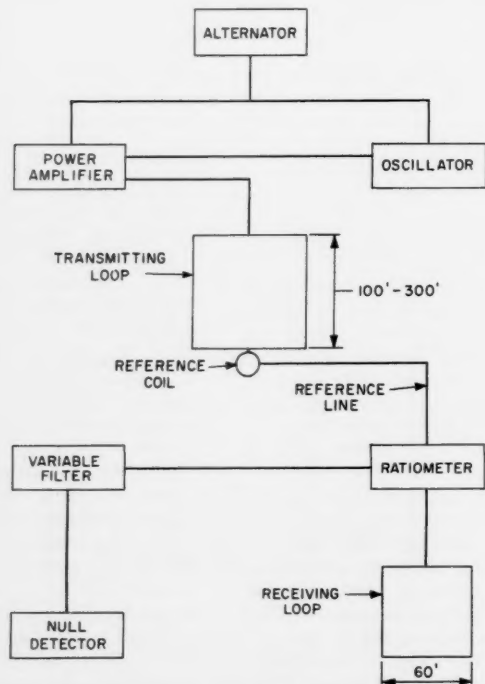 ALTERNATOR
POWER
AMPLIFIER
OSCILLATOR
TRANSMITTING
LOOP
100' - 300'
REFERENCE
COIL
REFERENCE
LINE
VARIABLE
FILTER
RATIOMETER
RECEIVING
LOOP
NULL
DETECTOR
60'